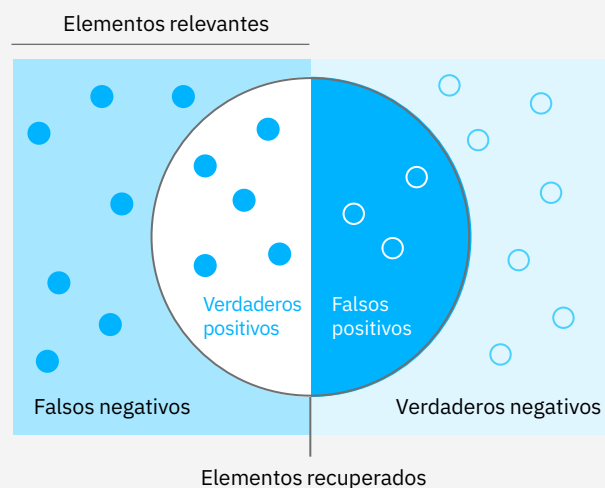 Elementos relevantes
Verdaderos
positivos
Falsos
positivos
Falsos negativos
Verdaderos negativos
Elementos recuperados